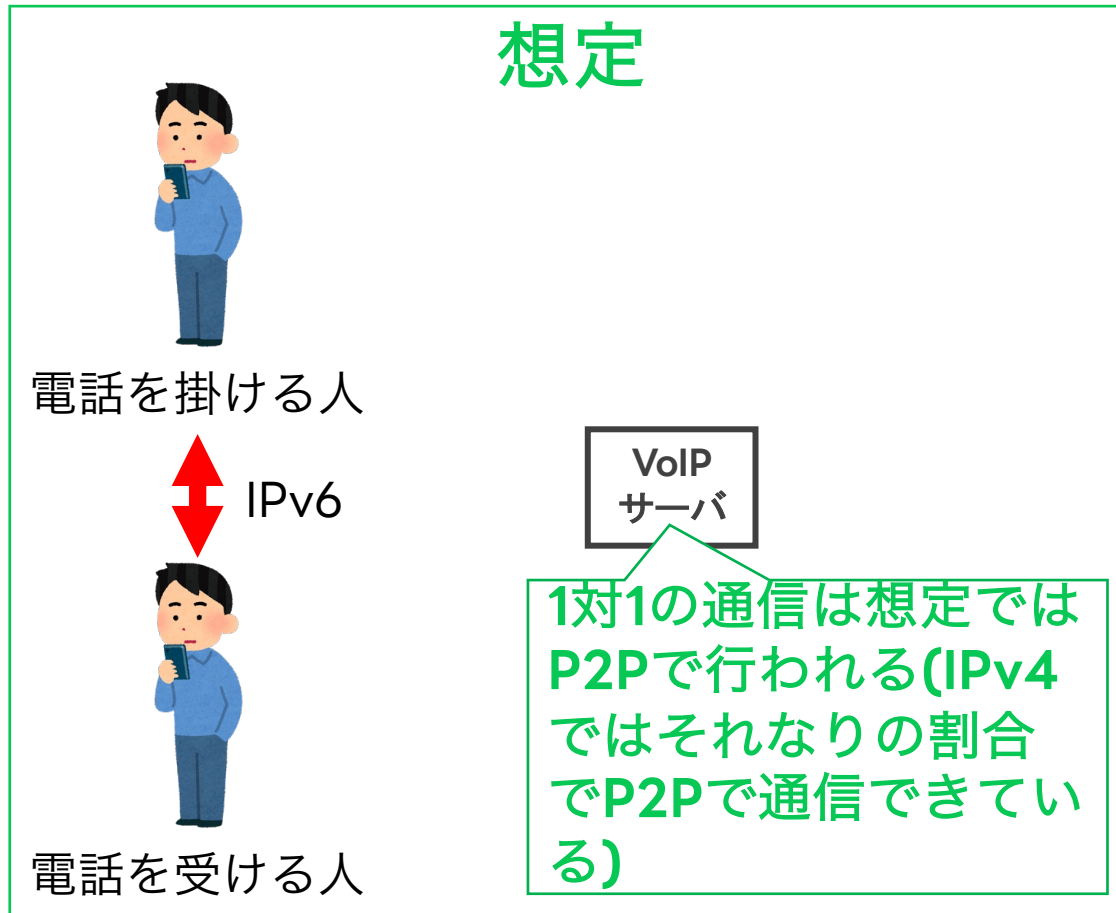 想定
電話を掛ける人
IPv6
VoIP
サーバ
1対1の通信は想定では
P2Pで行われる(IPv4
ではそれなりの割合
でP2Pで通信できてい
る)
電話を受ける人